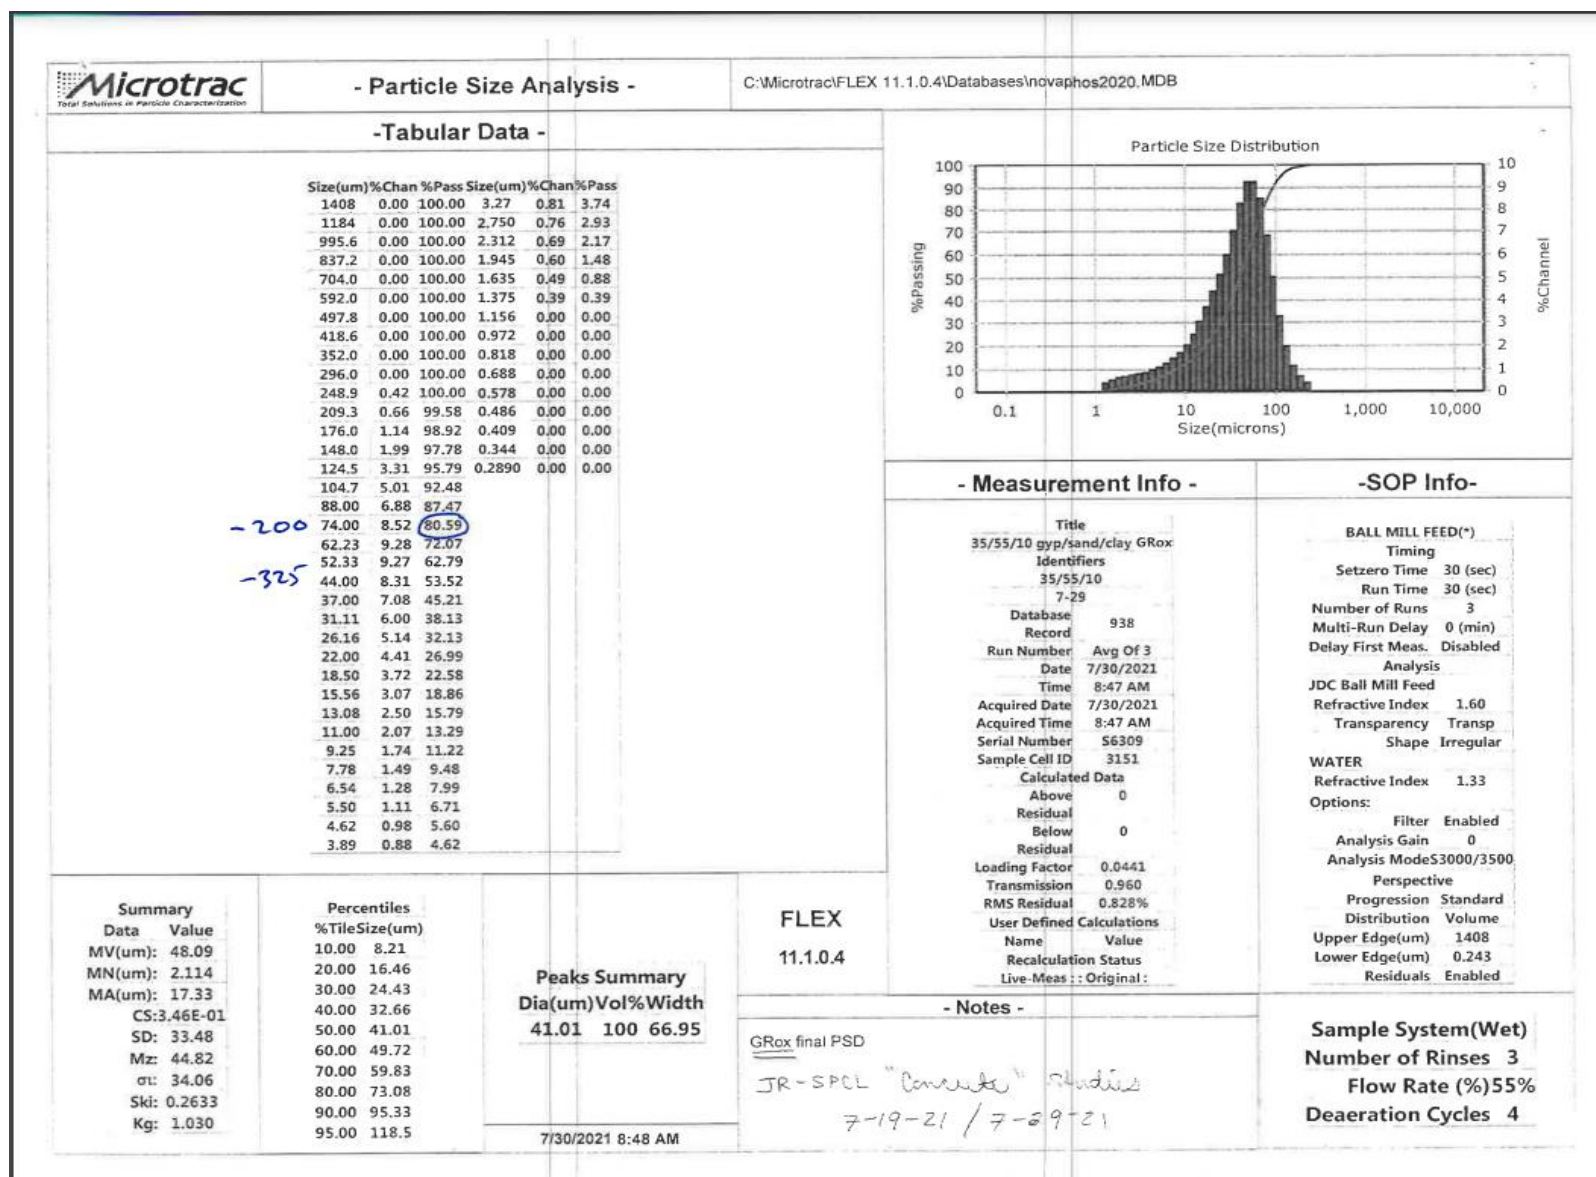 Microtrac
Total Solutions in Particle Characterization
- Particle Size Analysis -
C:\Microtrac\FLEX 11.1.0.4\Databases\novaphos2020.MDB
-Tabular Data -
Size(um) %Chan %Pass Size(um) %Chan %Pass
1408 0.00 100.00 3.27 0.81 3.74
1184 0.00 100.00 2.750 0.76 2.93
995.6 0.00 100.00 2.312 0.69 2.17
837.2 0.00 100.00 1.945 0.60 1.48
704.0 0.00 100.00 1.635 0.49 0.88
592.0 0.00 100.00 1.375 0.39 0.39
497.8 0.00 100.00 1.156 0.00 0.00
418.6 0.00 100.00 0.972 0.00 0.00
352.0 0.00 100.00 0.818 0.00 0.00
296.0 0.00 100.00 0.688 0.00 0.00
248.9 0.42 100.00 0.578 0.00 0.00
209.3 0.66 99.58 0.486 0.00 0.00
176.0 1.14 98.92 0.409 0.00 0.00
148.0 1.99 97.78 0.344 0.00 0.00
124.5 3.31 95.79 0.2890 0.00 0.00
104.7 5.01 92.48
88.00 6.88 87.47
-200 74.00 8.52 80.59
62.23 9.28 72.07
52.33 9.27 62.79
-325 44.00 8.31 53.52
37.00 7.08 45.21
31.11 6.00 38.13
26.16 5.14 32.13
22.00 4.41 26.99
18.50 3.72 22.58
15.56 3.07 18.86
13.08 2.50 15.79
11.00 2.07 13.29
9.25 1.74 11.22
7.78 1.49 9.48
6.54 1.28 7.99
5.50 1.11 6.71
4.62 0.98 5.60
3.89 0.88 4.62
Particle Size Distribution
%Passing
100
90
80
70
60
50
40
30
20
10
0
10
9
8
7
6
5
4
3
2
1
0
%Channel
0.1 1 10 100 1,000 10,000
Size(microns)
- Measurement Info -
Title
35/55/10 gyp/sand/clay GRox
Identifiers
35/55/10
7-29
Database Record 938
Run Number Avg Of 3
Date 7/30/2021
Time 8:47 AM
Acquired Date 7/30/2021
Acquired Time 8:47 AM
Serial Number S6309
Sample Cell ID 3151
Calculated Data
Above Residual 0
Below Residual 0
Loading Factor 0.0441
Transmission 0.960
RMS Residual 0.828%
User Defined Calculations
Name Value
Recalculation Status
Live-Meas : : Original :
-SOP Info-
BALL MILL FEED(*)
Timing
Setzero Time 30 (sec)
Run Time 30 (sec)
Number of Runs 3
Multi-Run Delay 0 (min)
Delay First Meas. Disabled
Analysis
JDC Ball Mill Feed
Refractive Index 1.60
Transparency Transp
Shape Irregular
WATER
Refractive Index 1.33
Options:
Filter Enabled
Analysis Gain 0
Analysis Mode S3000/3500
Perspective
Progression Standard
Distribution Volume
Upper Edge(um) 1408
Lower Edge(um) 0.243
Residuals Enabled
Summary
Data Value
MV(um): 48.09
MN(um): 2.114
MA(um): 17.33
CS: 3.46E-01
SD: 33.48
Mz: 44.82
σι: 34.06
Ski: 0.2633
Kg: 1.030
Percentiles
%Tile Size(um)
10.00 8.21
20.00 16.46
30.00 24.43
40.00 32.66
50.00 41.01
60.00 49.72
70.00 59.83
80.00 73.08
90.00 95.33
95.00 118.5
Peaks Summary
Dia(um) Vol% Width
41.01 100 66.95
7/30/2021 8:48 AM
FLEX
11.1.0.4
- Notes -
GRox final PSD
JR-SPCL "Concrete" Studies
7-19-21 / 7-29-21
Sample System(Wet)
Number of Rinses 3
Flow Rate (%) 55%
Deaeration Cycles 4